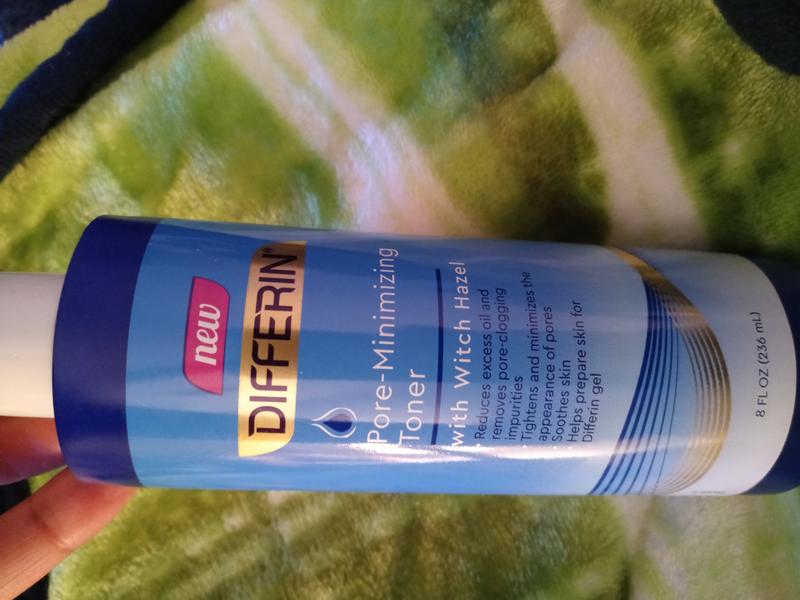 new
DIFFERIN®
Pore-Minimizing
Toner
with Witch Hazel
• Reduces excess oil and
removes pore-clogging
impurities
• Tightens and minimizes the
appearance of pores
• Soothes skin
• Helps prepare skin for
Differin gel
8 FL OZ (236 mL)